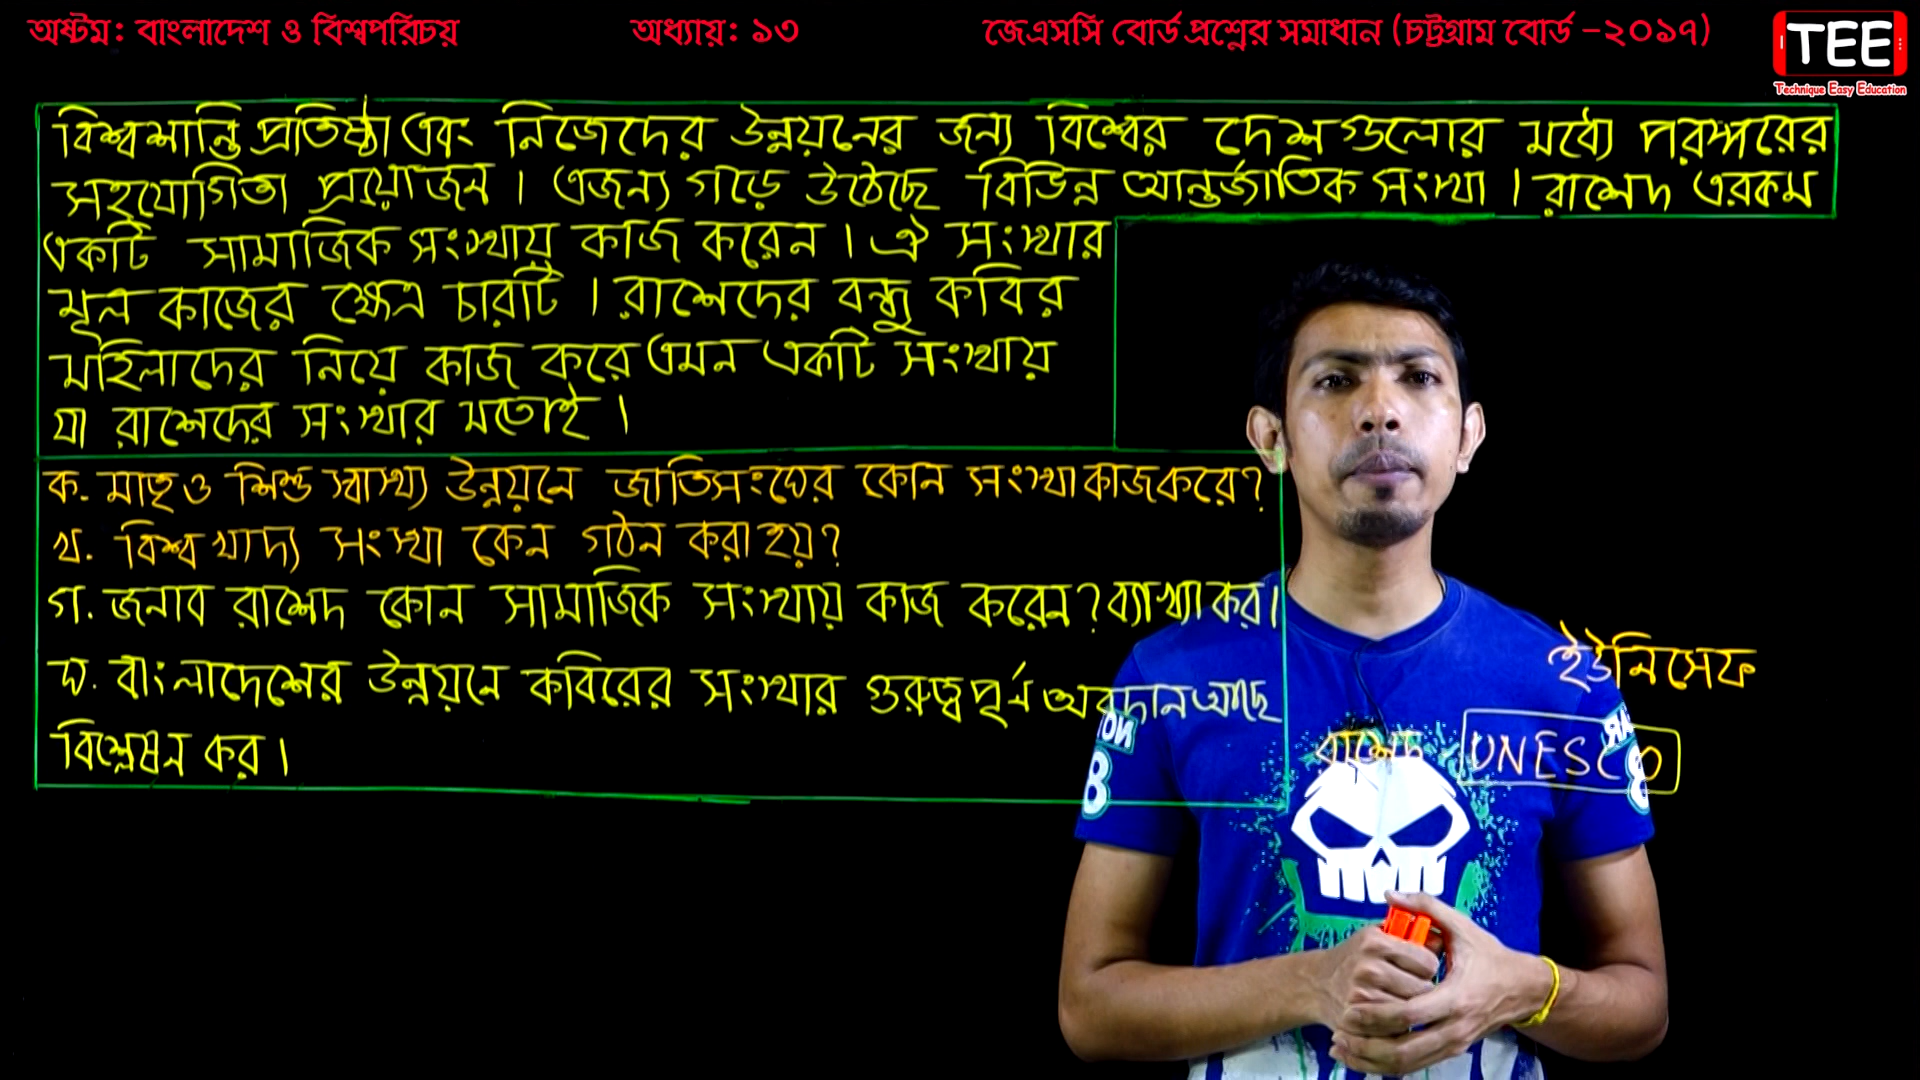 অষ্টম: বাংলাদেশ ও বিশ্বপরিচয় অধ্যায়: ১৩ জেএসসি বোর্ড প্রশ্নের সমাধান (চট্টগ্রাম বোর্ড -২০১৭)
TEE
Technique Easy Education
বিশ্বশান্তি প্রতিষ্ঠা এবং নিজেদের উন্নয়নের জন্য বিশ্বের দেশগুলোর মধ্যে পরস্পরের
সহযোগিতা প্রয়োজন। এজন্য গড়ে উঠেছে বিভিন্ন আন্তর্জাতিক সংস্থা। রাশেদ এরকম
একটি সামাজিক সংস্থায় কাজ করেন। ঐ সংস্থার
মূল কাজের ক্ষেত্র চারটি। রাশেদের বন্ধু কবির
মহিলাদের নিয়ে কাজ করে এমন একটি সংস্থায়
যা রাশেদের সংস্থার মতোই।
ক. মাতৃ ও শিশু স্বাস্থ্য উন্নয়নে জাতিসংঘের কোন সংস্থা কাজ করে?
খ. বিশ্ব খাদ্য সংস্থা কেন গঠন করা হয়?
গ. জনাব রাশেদ কোন সামাজিক সংস্থায় কাজ করেন? ব্যাখ্যা কর।
ঘ. বাংলাদেশের উন্নয়নে কবিরের সংস্থার গুরুত্বপূর্ণ অবদান আছে
বিশ্লেষন কর।
ইউনিসেফ
রাশেদ UNESCO